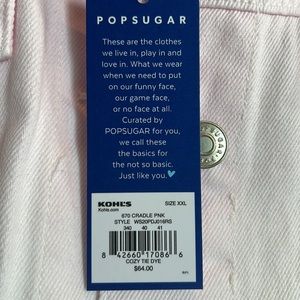 POPSUGAR
These are the clothes
we live in, play in and
love in. What we wear
when we need to put
on our funny face,
our game face,
or no face at all.
Curated by
POPSUGAR for you,
we call these
the basics for
the not so basic.
Just like you.
KOHL'S
Kohls.com
SIZE XXL
670 CRADLE PNK
STYLE WS20PDJ016RS
340 40 41
8 42660 17086 6
COZY TIE DYE
$64.00
SUGAR